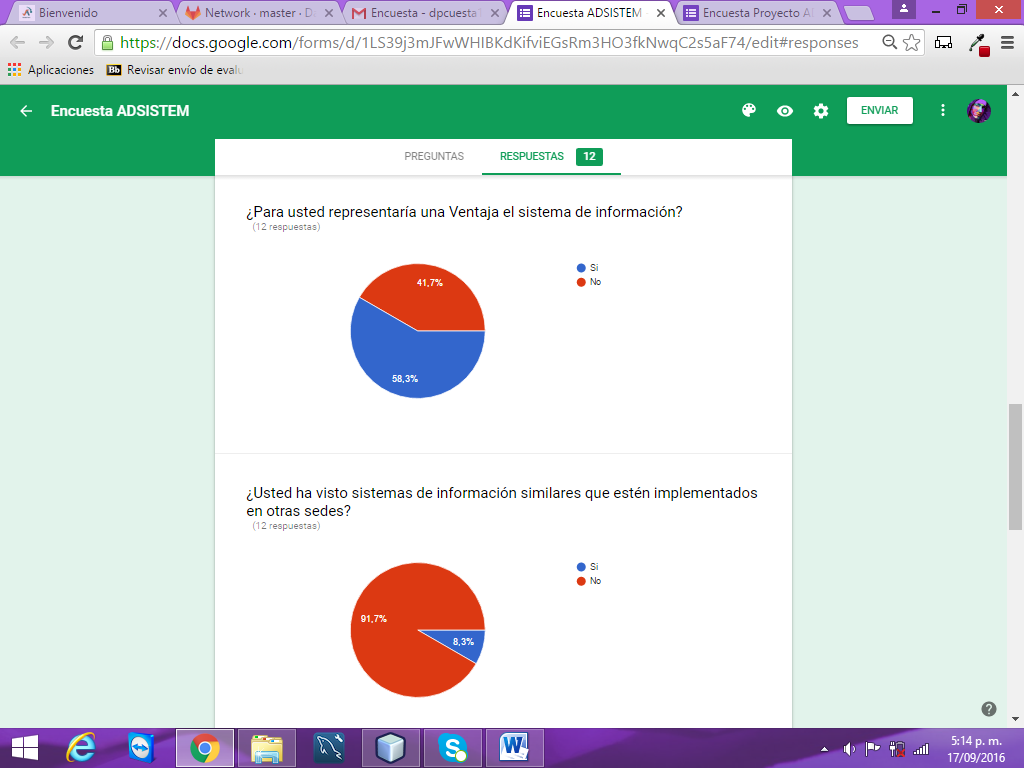 Bienvenido
Network · master · D
Encuesta - dpcuesta
Encuesta ADSISTEM
Encuesta Proyecto A
https://docs.google.com/forms/d/1LS39j3mJFwWHIBKdKifviEGsRm3HO3fkNwqC2s5aF74/edit#responses
Aplicaciones
Bb Revisar envío de evalu
Encuesta ADSISTEM
ENVIAR
PREGUNTAS
RESPUESTAS 12
¿Para usted representaría una Ventaja el sistema de información?
(12 respuestas)
Si
No
41,7%
58,3%
¿Usted ha visto sistemas de información similares que estén implementados
en otras sedes?
(12 respuestas)
Si
No
91,7%
8,3%
5:14 p. m.
17/09/2016